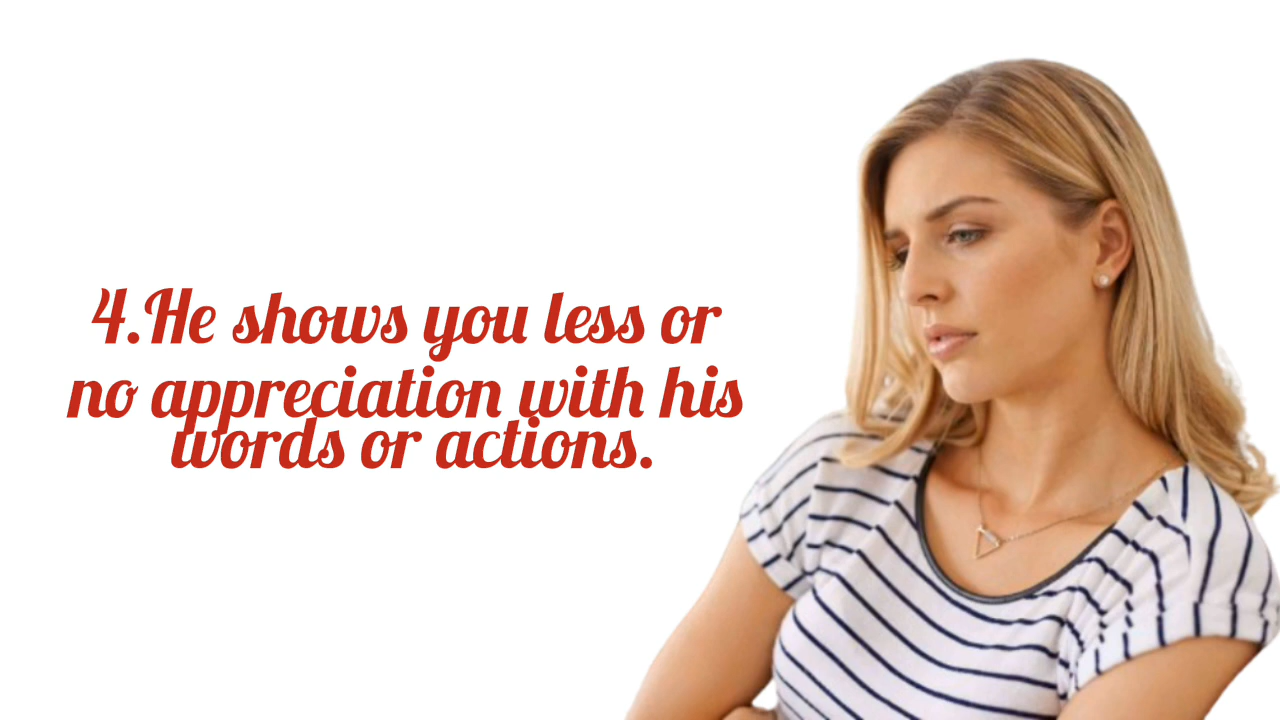 4.He shows you less or
no appreciation with his
words or actions.